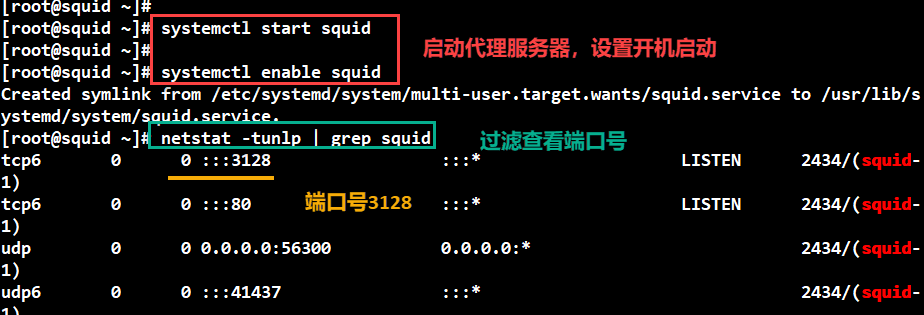 [root@squid ~]#
[root@squid ~]# systemctl start squid
[root@squid ~]#
启动代理服务器，设置开机启动
[root@squid ~]# systemctl enable squid
Created symlink from /etc/systemd/system/multi-user.target.wants/squid.service to /usr/lib/s
ystemd/system/squid.service.
[root@squid ~]# netstat -tunlp | grep squid
过滤查看端口号
tcp6 0 0 :::3128 :::* LISTEN 2434/(squid-
1)
端口号3128
tcp6 0 0 :::80 :::* LISTEN 2434/(squid-
1)
udp 0 0 0.0.0.0:56300 0.0.0.0:* 2434/(squid-
1)
udp6 0 0 :::41437 :::* 2434/(squid-
1)